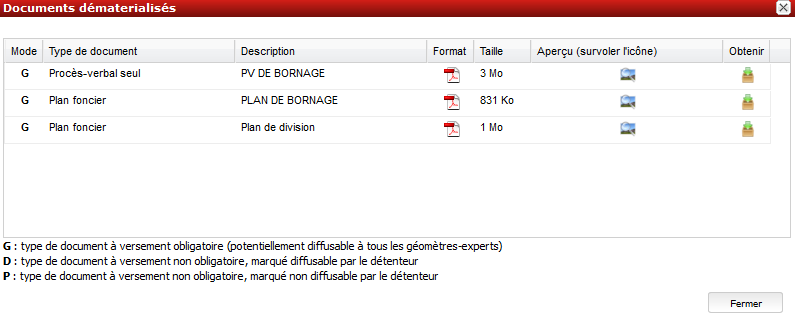 Documents dématerialisés
Mode Type de document Description Format Taille Aperçu (survoler l'icône) Obtenir
G Procès-verbal seul PV DE BORNAGE 3 Mo
G Plan foncier PLAN DE BORNAGE 831 Ko
G Plan foncier Plan de division 1 Mo
G : type de document à versement obligatoire (potentiellement diffusable à tous les géomètres-experts)
D : type de document à versement non obligatoire, marqué diffusable par le détenteur
P : type de document à versement non obligatoire, marqué non diffusable par le détenteur
Fermer